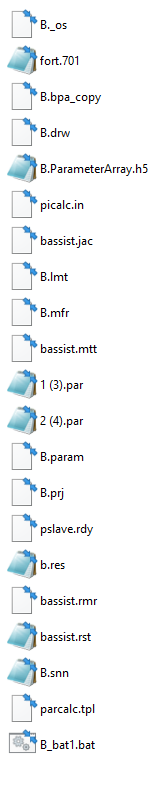 B._os
fort.701
B.bpa_copy
B.drw
B.ParameterArray.h5
picalc.in
bassist.jac
B.lmt
B.mfr
bassist.mtt
1 (3).par
2 (4).par
B.param
B.prj
pslave.rdy
b.res
bassist.rmr
bassist.rst
B.snn
parcalc.tpl
B_bat1.bat